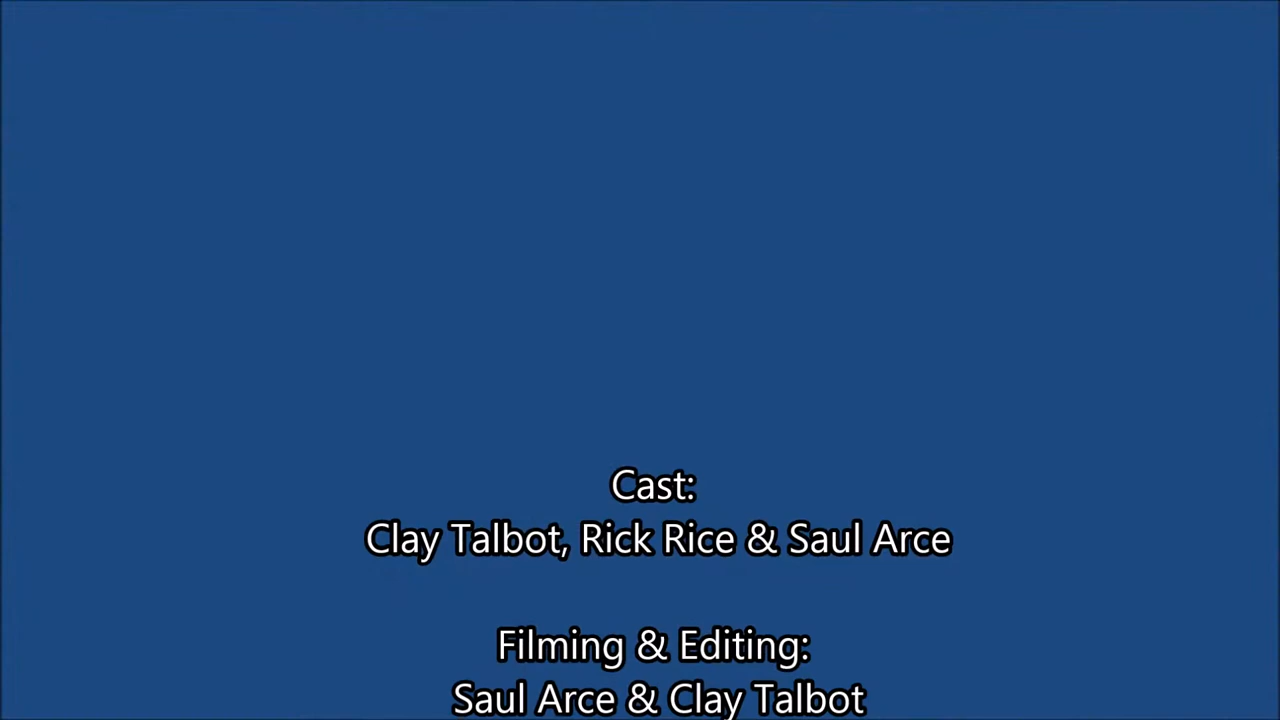 Cast:
Clay Talbot, Rick Rice & Saul Arce
Filming & Editing:
Saul Arce & Clay Talbot